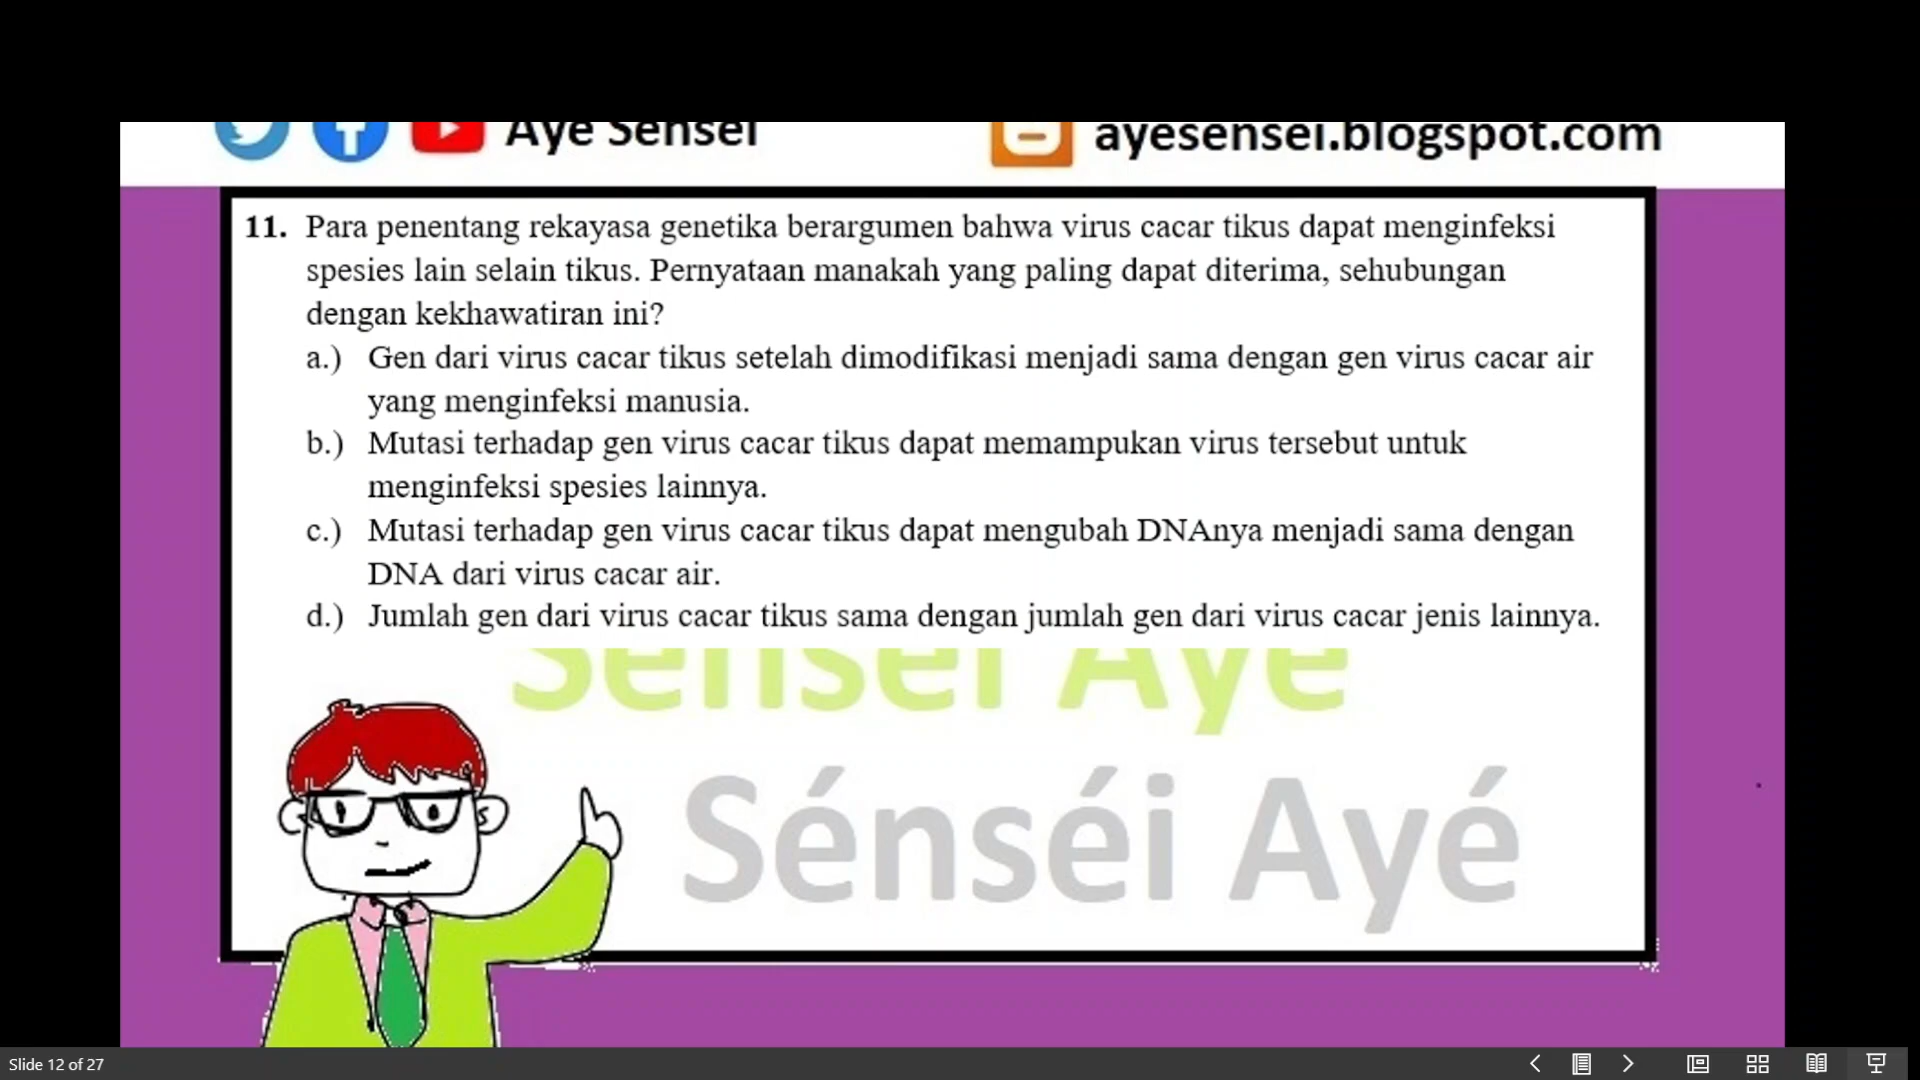 Aye Sensei
ayesensei.blogspot.com
11. Para penentang rekayasa genetika berargumen bahwa virus cacar tikus dapat menginfeksi
spesies lain selain tikus. Pernyataan manakah yang paling dapat diterima, sehubungan
dengan kekhawatiran ini?
a.) Gen dari virus cacar tikus setelah dimodifikasi menjadi sama dengan gen virus cacar air
yang menginfeksi manusia.
b.) Mutasi terhadap gen virus cacar tikus dapat memampukan virus tersebut untuk
menginfeksi spesies lainnya.
c.) Mutasi terhadap gen virus cacar tikus dapat mengubah DNAnya menjadi sama dengan
DNA dari virus cacar air.
d.) Jumlah gen dari virus cacar tikus sama dengan jumlah gen dari virus cacar jenis lainnya.
Sensei Aye
Sénséi Ayé
Slide 12 of 27